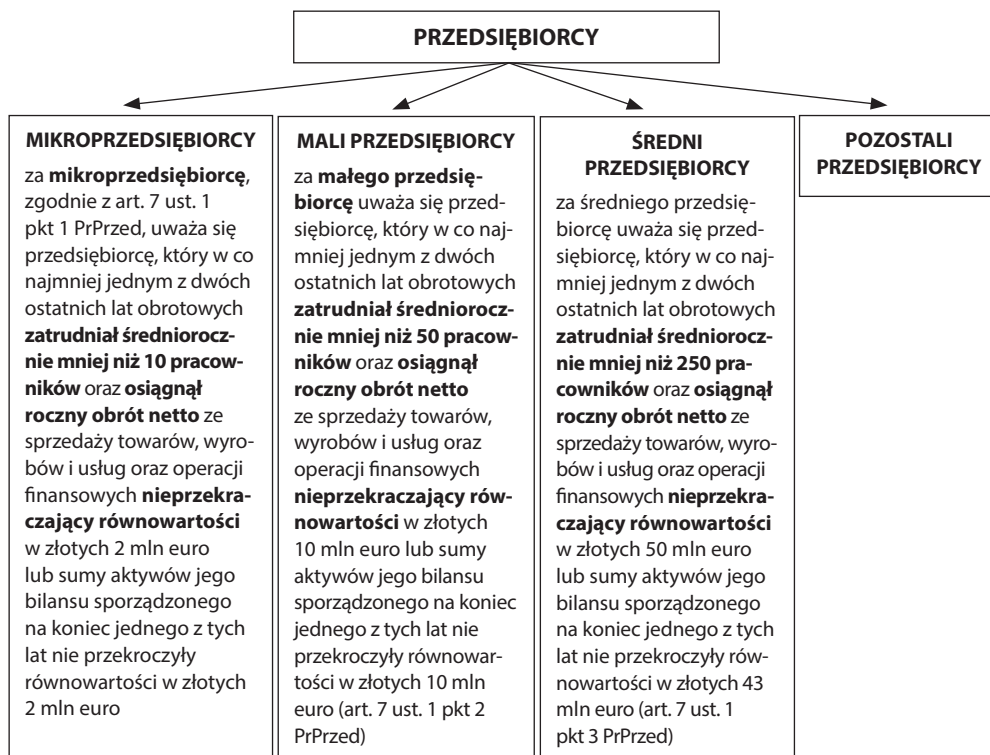 PRZEDSIĘBIORCY
MIKROPRZEDSIĘBIORCY
za mikroprzedsiębiorcę,
zgodnie z art. 7 ust. 1
pkt 1 PrPrzed, uważa się
przedsiębiorcę, który w co
najmniej jednym z dwóch
ostatnich lat obrotowych
zatrudniał średniorocz-
nie mniej niż 10 pracow-
ników oraz osiągnął
roczny obrót netto ze
sprzedaży towarów, wyro-
bów i usług oraz operacji
finansowych nieprzekra-
czający równowartości
w złotych 2 mln euro
lub sumy aktywów jego
bilansu sporządzonego
na koniec jednego z tych
lat nie przekroczyły
równowartości w złotych
2 mln euro
MALI PRZEDSIĘBIORCY
za małego przedsię-
biorcę uważa się przed-
siębiorcę, który w co naj-
mniej jednym z dwóch
ostatnich lat obrotowych
zatrudniał średniorocz-
nie mniej niż 50 pracow-
ników oraz osiągnął
roczny obrót netto
ze sprzedaży towarów,
wyrobów i usług oraz
operacji finansowych
nieprzekraczający rów-
nowartości w złotych
10 mln euro lub sumy
aktywów jego bilansu
sporządzonego na koniec
jednego z tych lat nie
przekroczyły równowar-
tości w złotych 10 mln
euro (art. 7 ust. 1 pkt 2
PrPrzed)
ŚREDNI
PRZEDSIĘBIORCY
za średniego przedsię-
biorcę uważa się przed-
siębiorcę, który w co naj-
mniej jednym z dwóch
ostatnich lat obrotowych
zatrudniał średniorocz-
nie mniej niż 250 pra-
cowników oraz osiągnął
roczny obrót netto ze
sprzedaży towarów, wyro-
bów i usług oraz operacji
finansowych nieprzekra-
czający równowartości
w złotych 50 mln euro
lub sumy aktywów jego
bilansu sporządzonego
na koniec jednego z tych
lat nie przekroczyły rów-
nowartości w złotych 43
mln euro (art. 7 ust. 1
pkt 3 PrPrzed)
POZOSTALI
PRZEDSIĘBIORCY